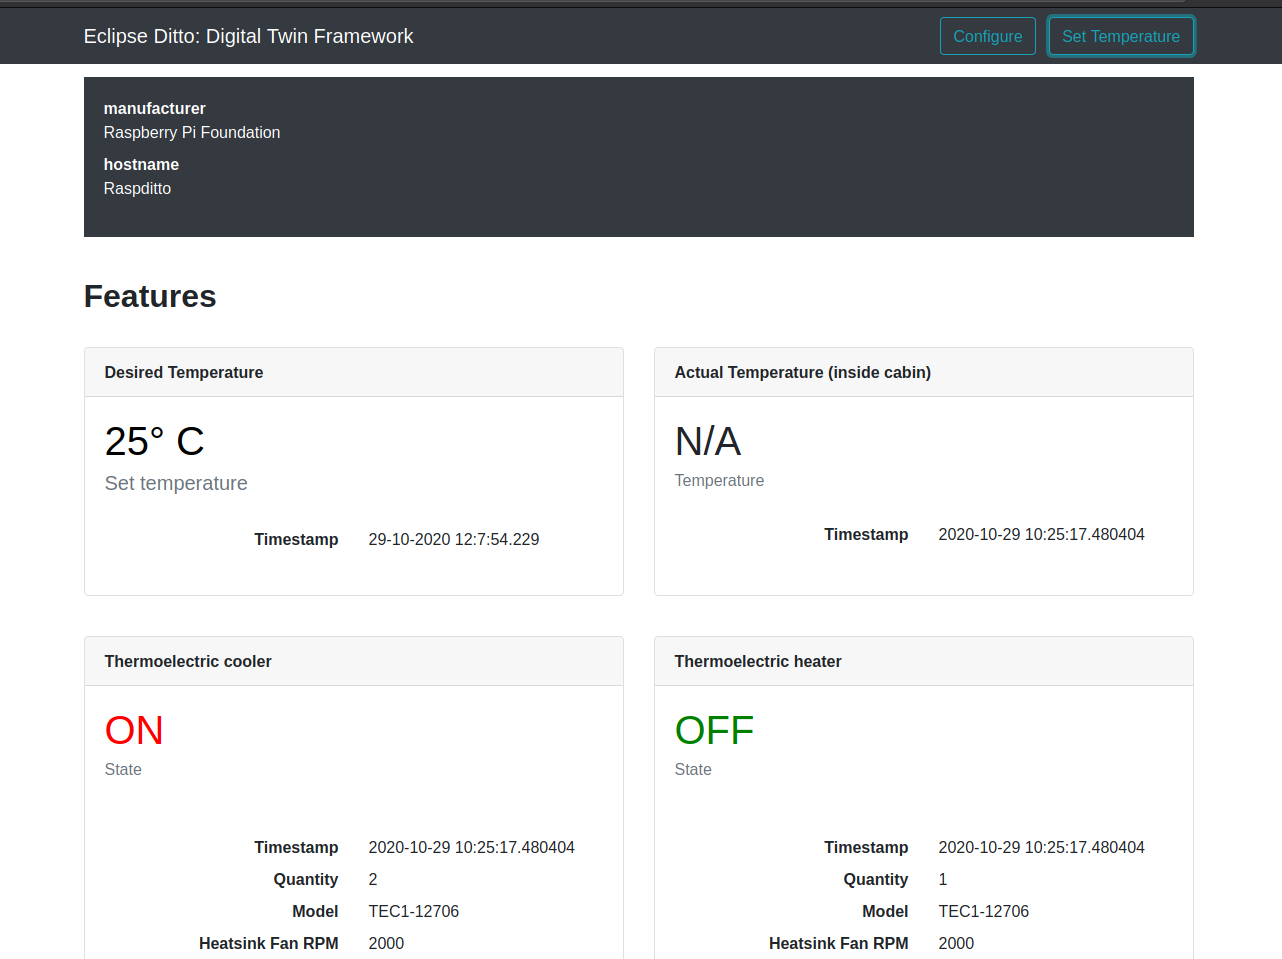 Eclipse Ditto: Digital Twin Framework
Configure
Set Temperature
manufacturer
Raspberry Pi Foundation
hostname
Raspditto
Features
Desired Temperature
25° C
Set temperature
Timestamp 29-10-2020 12:7:54.229
Actual Temperature (inside cabin)
N/A
Temperature
Timestamp 2020-10-29 10:25:17.480404
Thermoelectric cooler
ON
State
Timestamp 2020-10-29 10:25:17.480404
Quantity 2
Model TEC1-12706
Heatsink Fan RPM 2000
Thermoelectric heater
OFF
State
Timestamp 2020-10-29 10:25:17.480404
Quantity 1
Model TEC1-12706
Heatsink Fan RPM 2000